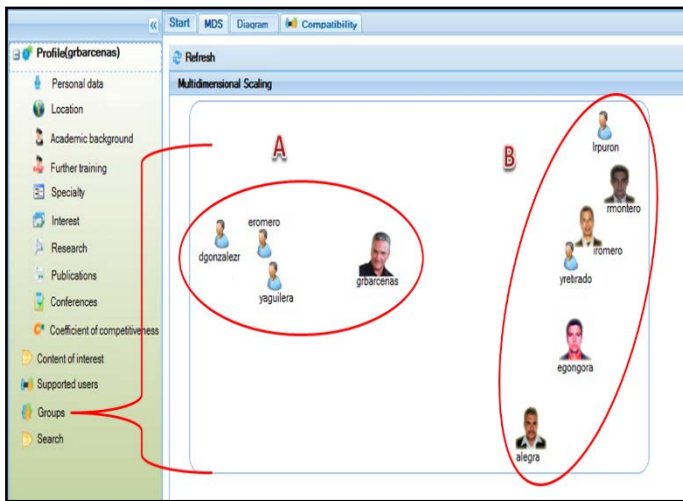 Start
MDS
Diagram
Compatibility
Profile(grbarcenas)
Personal data
Location
Academic background
Further training
Specialty
Interest
Research
Publications
Conferences
Coefficient of competitiveness
Content of interest
Supported users
Groups
Search
Refresh
Multidimensional Scaling
A
B
lrpuron
rmontero
iromero
yretirado
egongora
alegra
eromero
dgonzalezr
yaguilera
grbarcenas